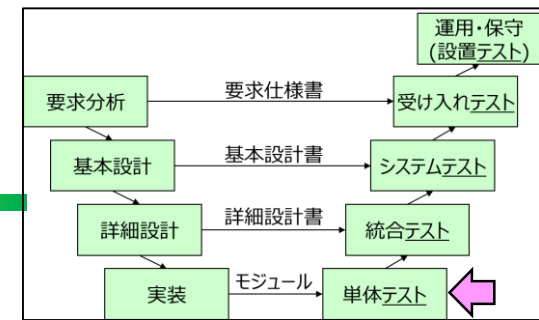 運用・保守
(設置テスト)
要求分析
要求仕様書
受け入れテスト
基本設計
基本設計書
システムテスト
詳細設計
詳細設計書
統合テスト
実装
モジュール
単体テスト